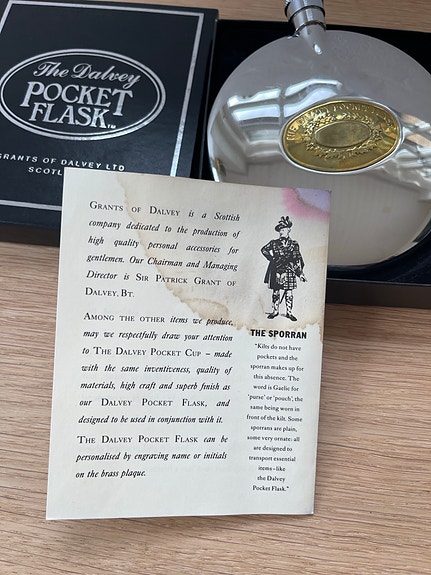 The Dalvey
POCKET
FLASK™
GRANTS OF DALVEY LTD
GRANTS OF DALVEY is a Scottish
company dedicated to the production of
high quality personal accessories for
gentlemen. Our Chairman and Managing
Director is SIR PATRICK GRANT OF
DALVEY, BT.
AMONG THE OTHER items we produce,
may we respectfully draw your attention
to THE DALVEY POCKET CUP – made
with the same inventiveness, quality of
materials, high craft and superb finish as
our DALVEY POCKET FLASK, and
designed to be used in conjunction with it.
THE DALVEY POCKET FLASK can be
personalised by engraving name or initials
on the brass plaque.
THE SPORRAN
"Kilts do not have
pockets and the
sporran makes up for
this absence. The
word is Gaelic for
'purse' or 'pouch', the
same being worn in
front of the kilt. Some
sporrans are plain,
some very ornate: all
are designed to
transport essential
items–like
the Dalvey
Pocket Flask."